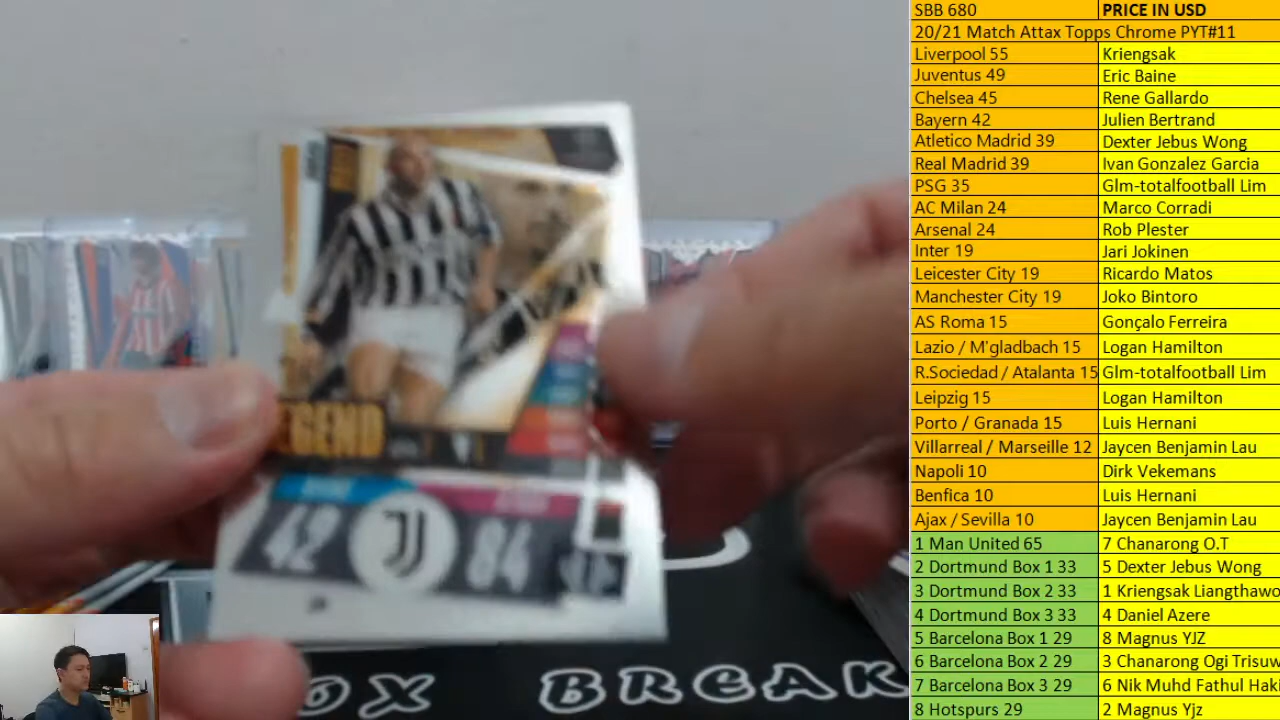 LEGEND
42 84
OX BREAK
SBB 680 PRICE IN USD
20/21 Match Attax Topps Chrome PYT#11
Liverpool 55 Kriengsak
Juventus 49 Eric Baine
Chelsea 45 Rene Gallardo
Bayern 42 Julien Bertrand
Atletico Madrid 39 Dexter Jebus Wong
Real Madrid 39 Ivan Gonzalez Garcia
PSG 35 Glm-totalfootball Lim
AC Milan 24 Marco Corradi
Arsenal 24 Rob Plester
Inter 19 Jari Jokinen
Leicester City 19 Ricardo Matos
Manchester City 19 Joko Bintoro
AS Roma 15 Gonçalo Ferreira
Lazio / M'gladbach 15 Logan Hamilton
R.Sociedad / Atalanta 15 Glm-totalfootball Lim
Leipzig 15 Logan Hamilton
Porto / Granada 15 Luis Hernani
Villarreal / Marseille 12 Jaycen Benjamin Lau
Napoli 10 Dirk Vekemans
Benfica 10 Luis Hernani
Ajax / Sevilla 10 Jaycen Benjamin Lau
1 Man United 65 7 Chanarong O.T
2 Dortmund Box 1 33 5 Dexter Jebus Wong
3 Dortmund Box 2 33 1 Kriengsak Liangthawo
4 Dortmund Box 3 33 4 Daniel Azere
5 Barcelona Box 1 29 8 Magnus YJZ
6 Barcelona Box 2 29 3 Chanarong Ogi Trisuw
7 Barcelona Box 3 29 6 Nik Muhd Fathul Haki
8 Hotspurs 29 2 Magnus Yjz